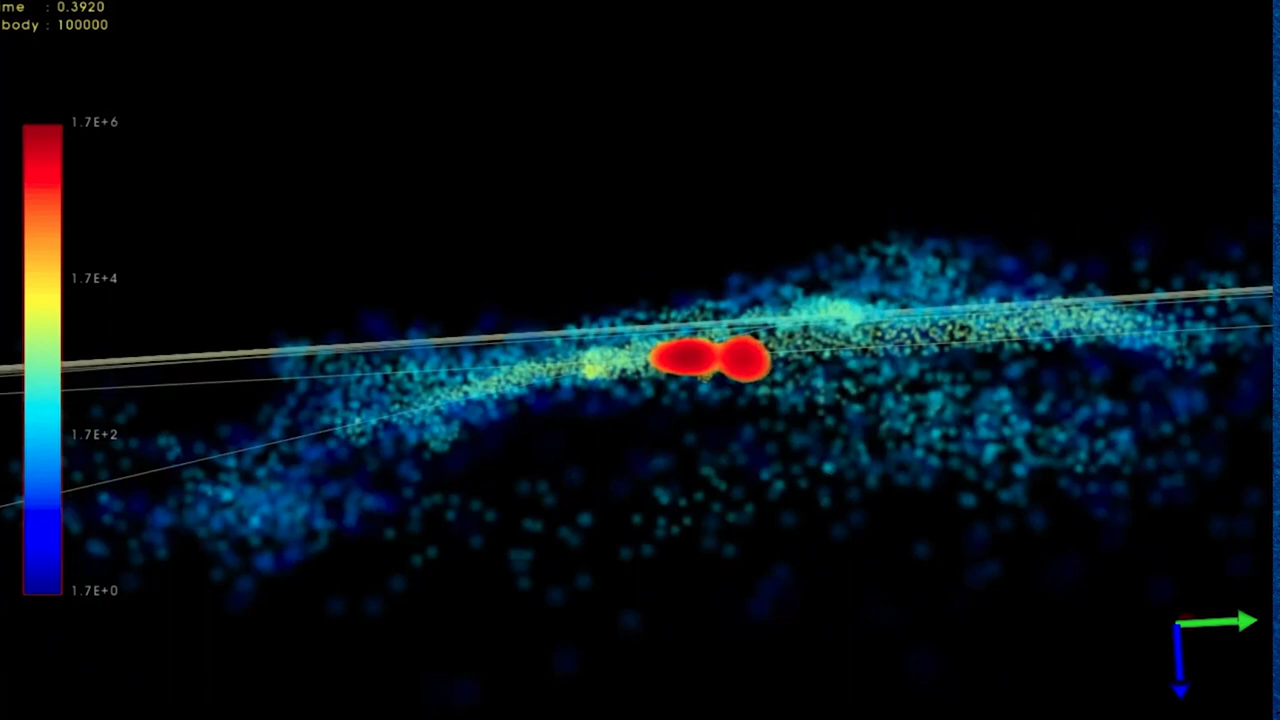 me : 0.3920
body : 100000
1.7E+6
1.7E+4
1.7E+2
1.7E+0